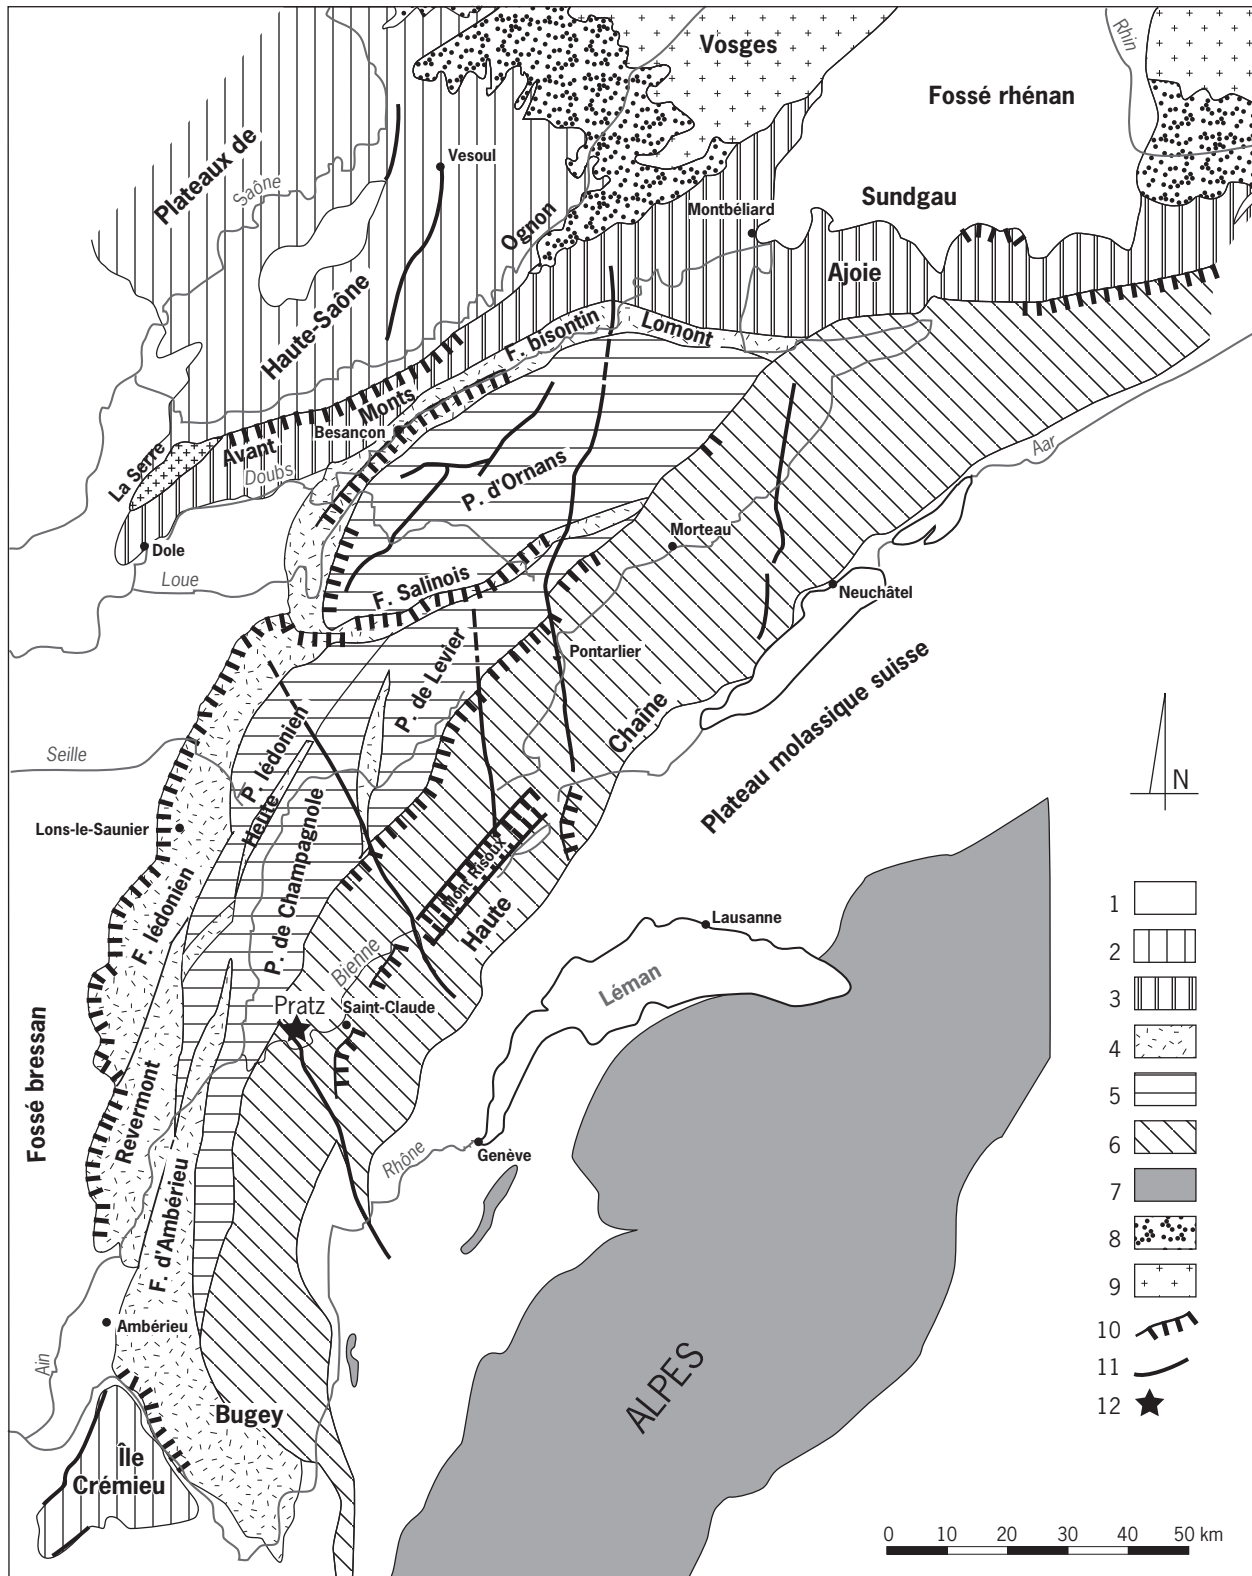 Vosges
Rhin
Fossé rhénan
Plateaux de
Haute-Saône
Saône
Vesoul
Ognon
Montbéliard
Sundgau
Ajoie
F. bisontin
Lomont
Avant
Monts
Besançon
La Serre
Doubs
Dole
Loue
P. d'Ornans
F. Salinois
Morteau
Aar
Neuchâtel
Pontarlier
P. de Levier
Chaîne
Haute
Plateau molassique suisse
Seille
P. lédonien
Heute
Lons-le-Saunier
F. lédonien
P. de Champagnole
Mont Risoux
Bienne
Lausanne
Léman
Pratz
Saint-Claude
Fossé bressan
Revermont
F. d'Ambérieu
Rhône
Genève
Ambérieu
Ain
Bugey
Île
Crémieu
ALPES
N
1
2
3
4
5
6
7
8
9
10
11
12
0 10 20 30 40 50 km